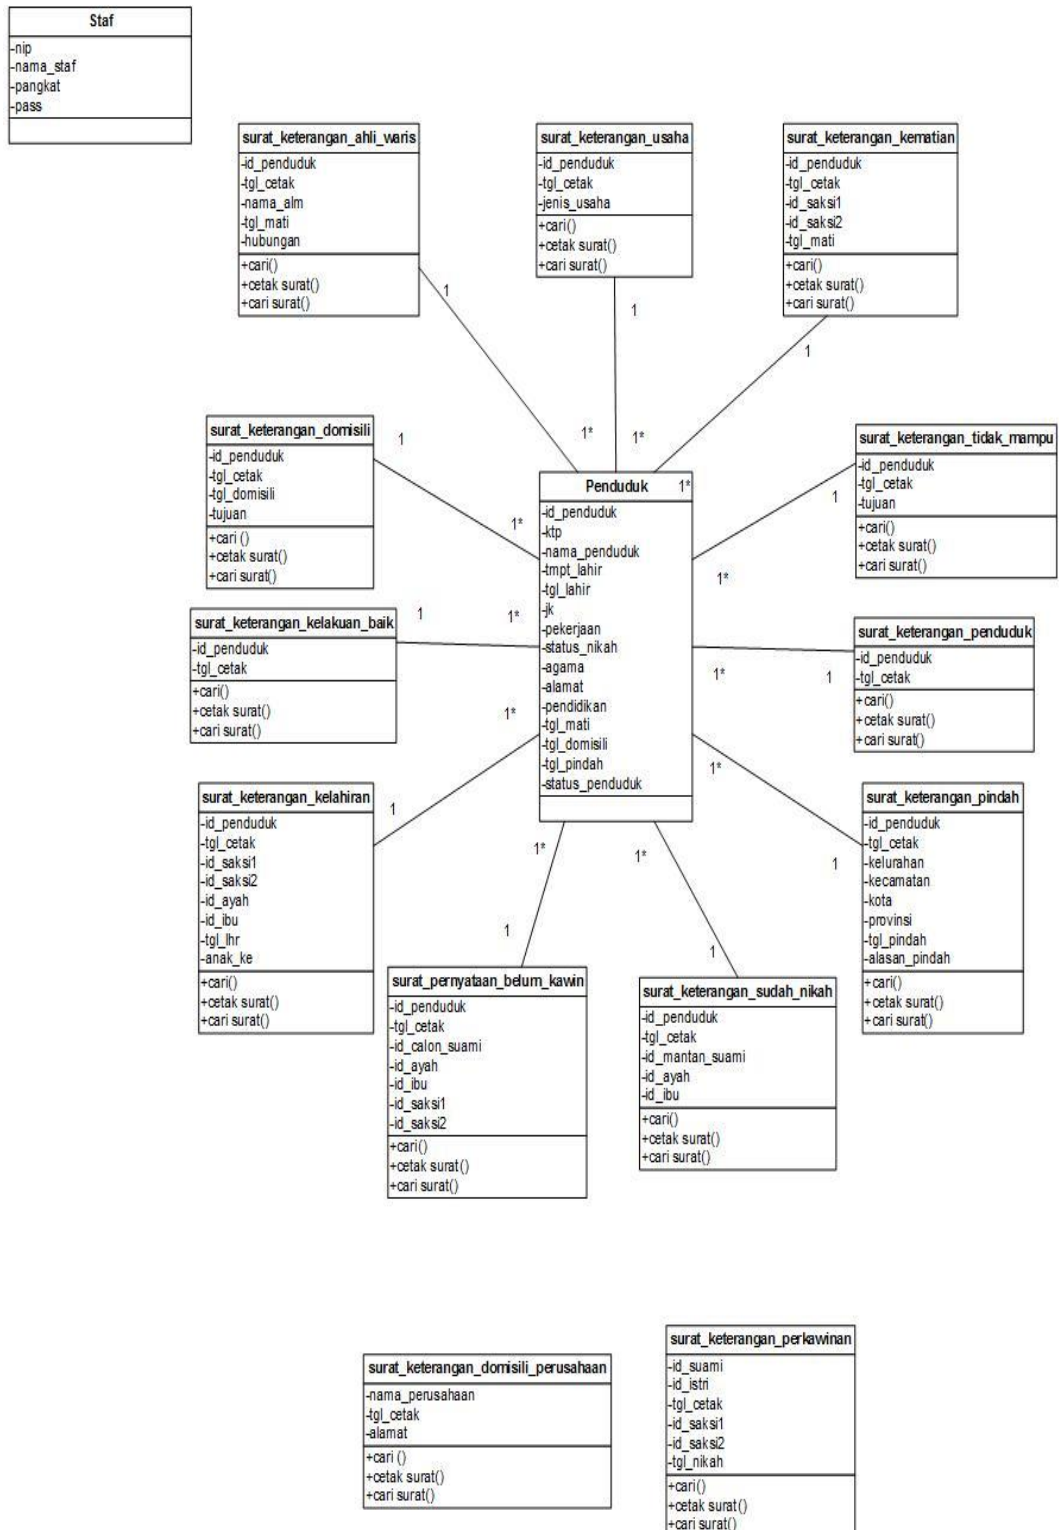 Staf
-nip
-nama_staf
-pangkat
-pass
surat_keterangan_ahli_waris
-id_penduduk
-tgl_cetak
-nama_alm
-tgl_mati
-hubungan
+cari()
+cetak surat()
+cari surat()
surat_keterangan_usaha
-id_penduduk
-tgl_cetak
-jenis_usaha
+cari()
+cetak surat()
+cari surat()
surat_keterangan_kematian
-id_penduduk
-tgl_cetak
-id_saksi1
-id_saksi2
-tgl_mati
+cari()
+cetak surat()
+cari surat()
1
1
1
1*
1*
1*
surat_keterangan_domisili
-id_penduduk
-tgl_cetak
-tgl_domisili
-tujuan
+cari ()
+cetak surat()
+cari surat()
1
1*
surat_keterangan_tidak_mampu
-id_penduduk
-tgl_cetak
-tujuan
+cari()
+cetak surat()
+cari surat()
1
1*
Penduduk
-id_penduduk
-ktp
-nama_penduduk
-tmpt_lahir
-tgl_lahir
-jk
-pekerjaan
-status_nikah
-agama
-alamat
-pendidikan
-tgl_mati
-tgl_domisili
-tgl_pindah
-status_penduduk
surat_keterangan_kelakuan_baik
-id_penduduk
-tgl_cetak
+cari()
+cetak surat()
+cari surat()
1
1*
surat_keterangan_penduduk
-id_penduduk
-tgl_cetak
+cari()
+cetak surat()
+cari surat()
1*
1
surat_keterangan_kelahiran
-id_penduduk
-tgl_cetak
-id_saksi1
-id_saksi2
-id_ayah
-id_ibu
-tgl_lhr
-anak_ke
+cari()
+cetak surat()
+cari surat()
1*
1
surat_keterangan_pindah
-id_penduduk
-tgl_cetak
-kelurahan
-kecamatan
-kota
-provinsi
-tgl_pindah
-alasan_pindah
+cari()
+cetak surat()
+cari surat()
1*
1
1*
1
surat_pernyataan_belum_kawin
-id_penduduk
-tgl_cetak
-id_calon_suami
-id_ayah
-id_ibu
-id_saksi1
-id_saksi2
+cari()
+cetak surat()
+cari surat()
1*
1
surat_keterangan_sudah_nikah
-id_penduduk
-tgl_cetak
-id_mantan_suami
-id_ayah
-id_ibu
+cari()
+cetak surat()
+cari surat()
surat_keterangan_domisili_perusahaan
-nama_perusahaan
-tgl_cetak
-alamat
+cari ()
+cetak surat()
+cari surat()
surat_keterangan_perkawinan
-id_suami
-id_istri
-tgl_cetak
-id_saksi1
-id_saksi2
-tgl_nikah
+cari()
+cetak surat()
+cari surat()